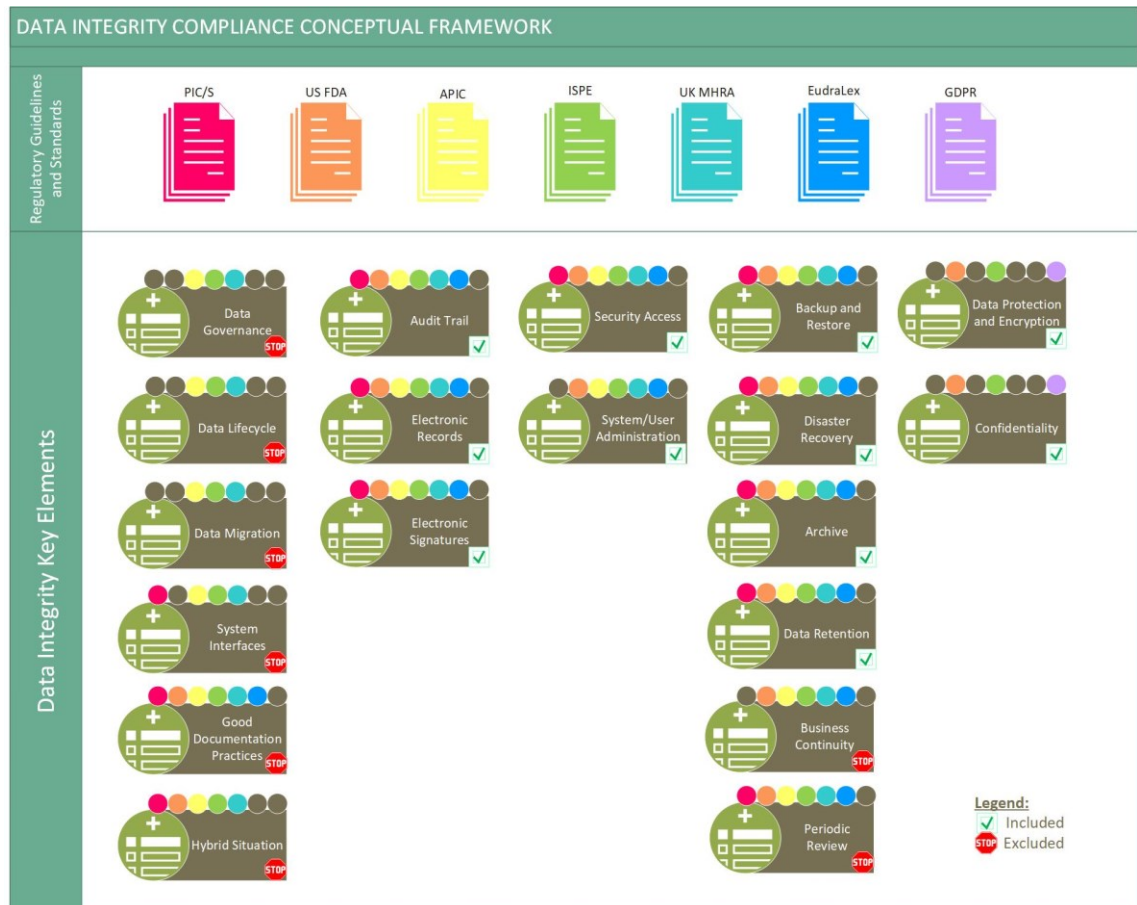 DATA INTEGRITY COMPLIANCE CONCEPTUAL FRAMEWORK
Regulatory Guidelines
and Standards
PIC/S
US FDA
APIC
ISPE
UK MHRA
EudraLex
GDPR
Data Integrity Key Elements
Data
Governance
STOP
Audit Trail
Security Access
Backup and
Restore
Data Protection
and Encryption
Data Lifecycle
STOP
Electronic
Records
System/User
Administration
Disaster
Recovery
Confidentiality
Data Migration
STOP
Electronic
Signatures
Archive
System
Interfaces
STOP
Data Retention
Good
Documentation
Practices
STOP
Business
Continuity
STOP
Hybrid Situation
STOP
Periodic
Review
STOP
Legend:
Included
STOP Excluded